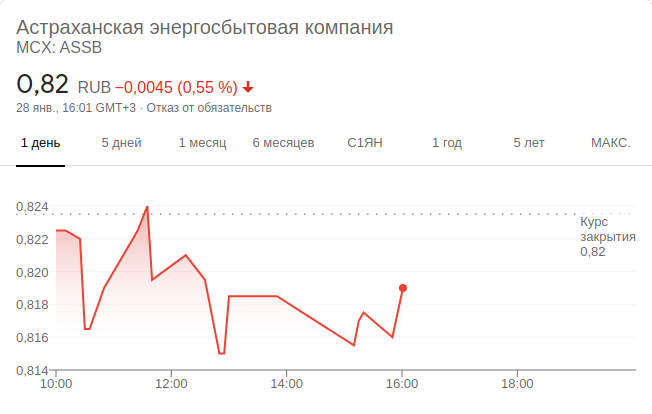 Астраханская энергосбытовая компания
MCX: ASSB
0,82 RUB −0,0045 (0,55 %)
28 янв., 16:01 GMT+3 · Отказ от обязательств
1 день 5 дней 1 месяц 6 месяцев С1ЯН 1 год 5 лет МАКС.
0,824
Курс
закрытия
0,82
0,822
0,820
0,818
0,816
0,814
10:00 12:00 14:00 16:00 18:00